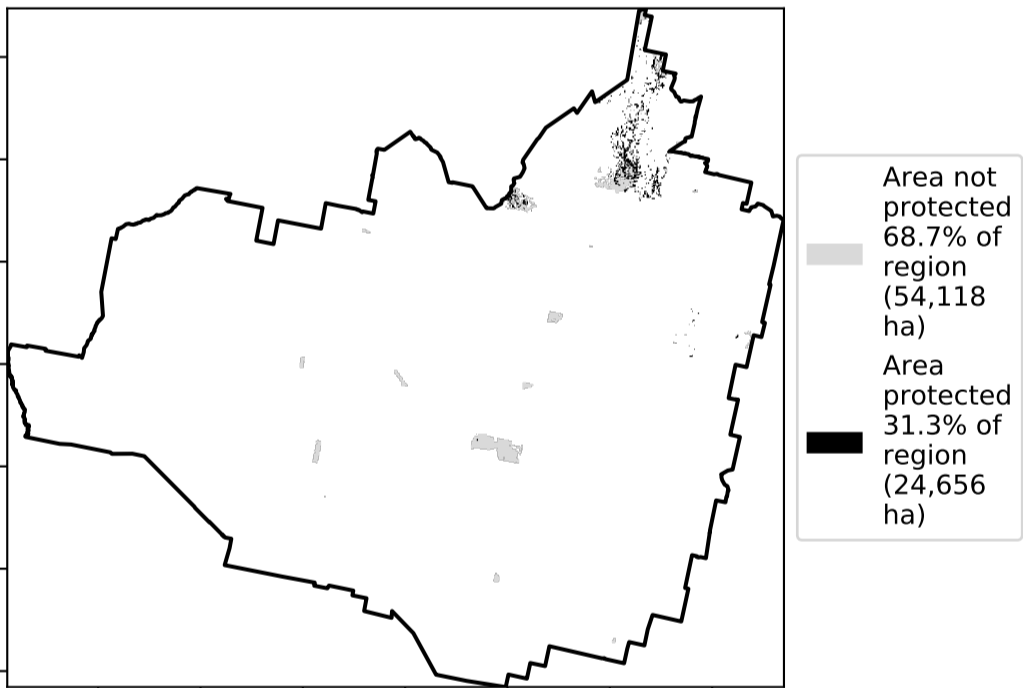 Area not
protected
68.7% of
region
(54,118
ha)
Area
protected
31.3% of
region
(24,656
ha)